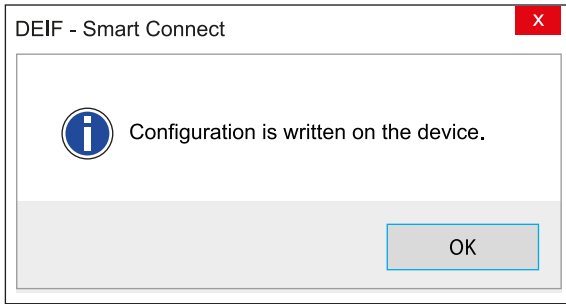 DEIF - Smart Connect
x
Configuration is written on the device.
OK